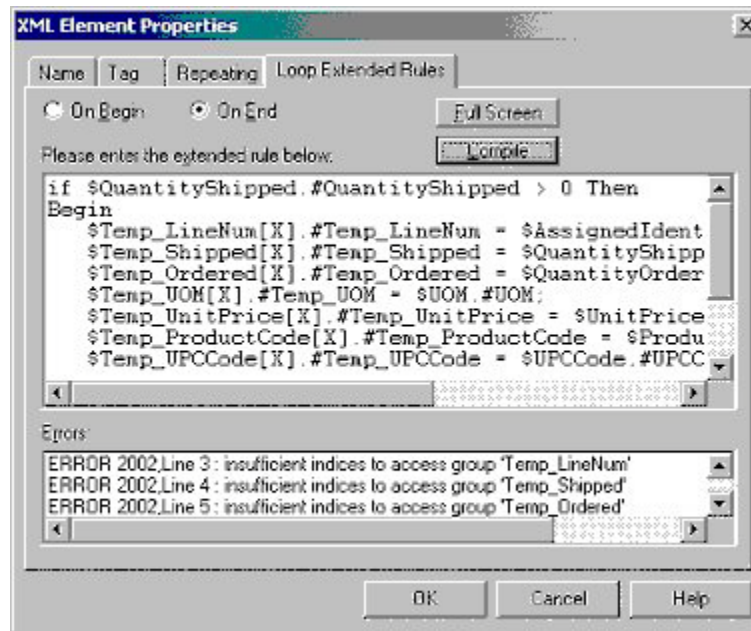 XML Element Properties
Name Tag Repeating Loop Extended Rules
On Begin On End Full Screen
Please enter the extended rule below: Compile
if $QuantityShipped.#QuantityShipped > 0 Then
Begin
$Temp_LineNum[X].#Temp_LineNum = $AssignedIdent
$Temp_Shipped[X].#Temp_Shipped = $QuantityShipp
$Temp_Ordered[X].#Temp_Ordered = $QuantityOrder
$Temp_UOM[X].#Temp_UOM = $UOM.#UOM;
$Temp_UnitPrice[X].#Temp_UnitPrice = $UnitPrice
$Temp_ProductCode[X].#Temp_ProductCode = $Produ
$Temp_UPCCode[X].#Temp_UPCCode = $UPCCode.#UPCC
Errors:
ERROR 2002,Line 3 : insufficient indices to access group 'Temp_LineNum'
ERROR 2002,Line 4 : insufficient indices to access group 'Temp_Shipped'
ERROR 2002,Line 5 : insufficient indices to access group 'Temp_Ordered'
OK Cancel Help